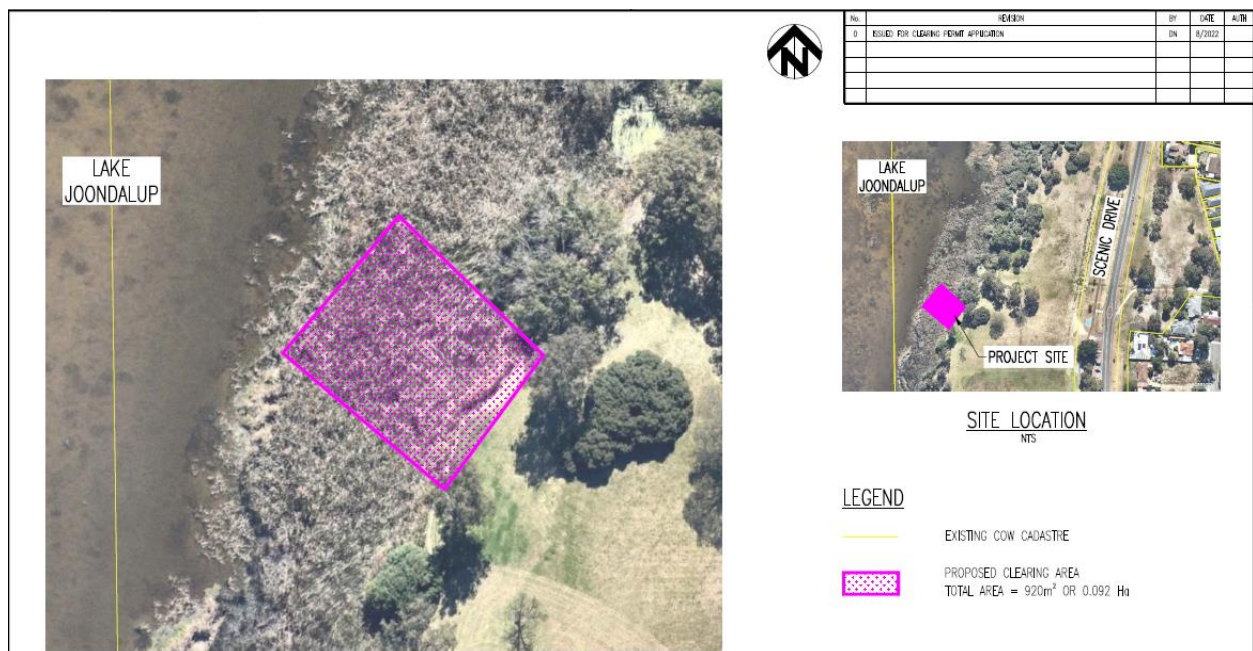 LAKE
JOONDALUP
N
No. REVISION BY DATE AUTH
0 ISSUED FOR CLEARING PERMIT APPLICATION DN 8/2022
LAKE
JOONDALUP
SCENIC DRIVE
PROJECT SITE
SITE LOCATION
NTS
LEGEND
EXISTING COW CADASTRE
PROPOSED CLEARING AREA
TOTAL AREA = 920m² OR 0.092 Ha